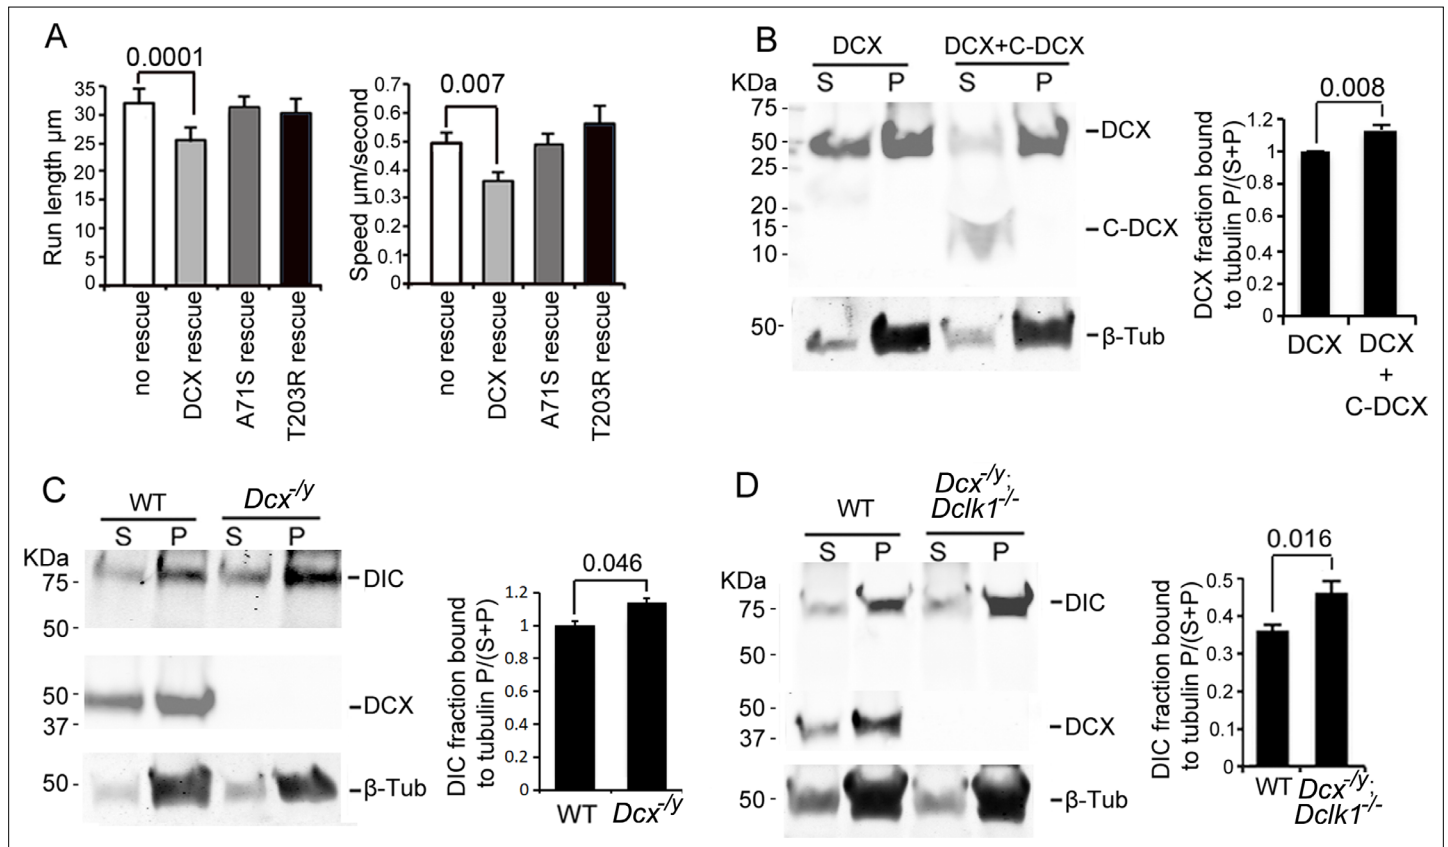 A
0.0001
Run length µm
35
30
25
20
15
10
5
0
no rescue
DCX rescue
A71S rescue
T203R rescue
0.007
Speed µm/second
0.7
0.6
0.5
0.4
0.3
0.2
0.1
0
no rescue
DCX rescue
A71S rescue
T203R rescue
B
DCX DCX+C-DCX
KDa S P S P
75-
50-
25-
20-
15-
10-
-DCX
-C-DCX
50-
-β-Tub
0.008
DCX fraction bound
to tubulin P/(S+P)
1.2
1
0.8
0.6
0.4
0.2
0
DCX
DCX
+
C-DCX
C
WT Dcx-/y
S P S P
KDa
75-
50-
-DIC
50-
37-
-DCX
50-
-β-Tub
0.046
DIC fraction bound
to tubulin P/(S+P)
1.2
1
0.8
0.6
0.4
0.2
0
WT Dcx-/y
D
WT
Dcx-/y;
Dclk1-/-
S P S P
KDa
75-
50-
-DIC
50-
37-
-DCX
50-
-β-Tub
0.016
DIC fraction bound
to tubulin P/(S+P)
0.5
0.4
0.3
0.2
0.1
0
WT
Dcx-/y;
Dclk1-/-